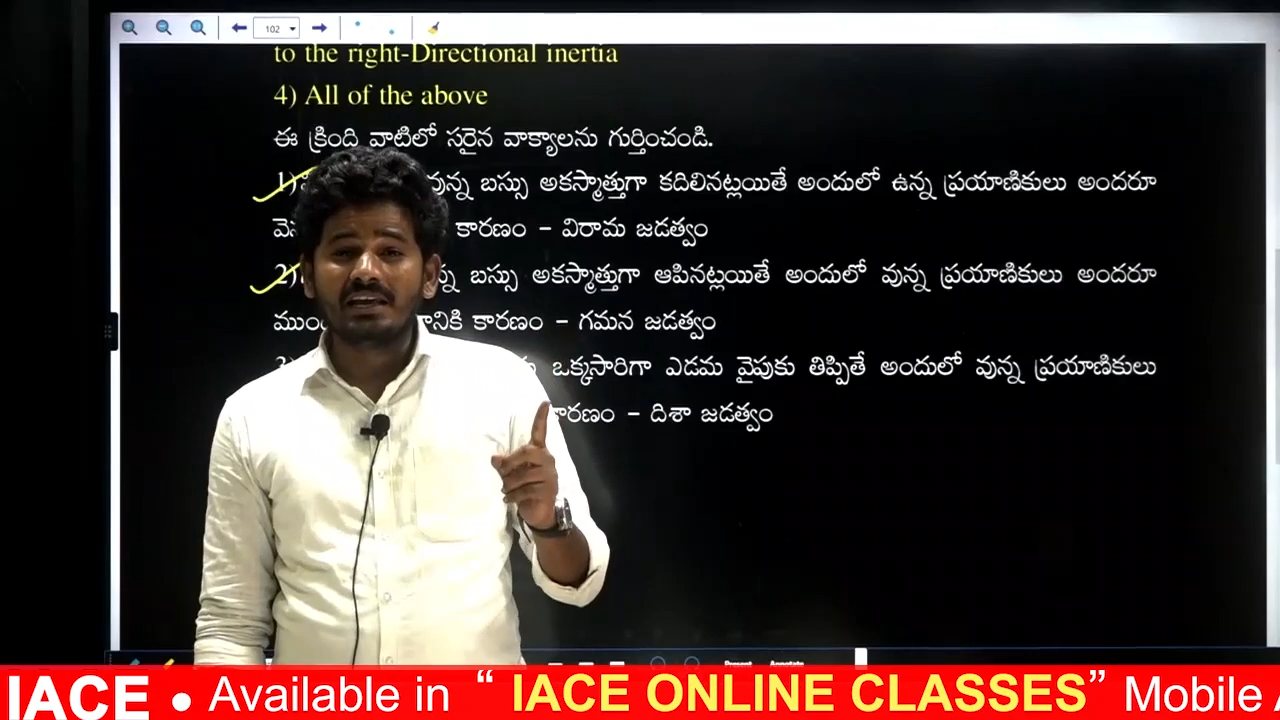 102
to the right-Directional inertia
4) All of the above
ఈ క్రింది వాటిలో సరైన వాక్యాలను గుర్తించండి.
1) వున్న బస్సు అకస్మాత్తుగా కదిలినట్లయితే అందులో ఉన్న ప్రయాణికులు అందరూ
కారణం - విరామ జడత్వం
2) బస్సు అకస్మాత్తుగా ఆపినట్లయితే అందులో వున్న ప్రయాణికులు అందరూ
కారణం - గమన జడత్వం
ఒక్కసారిగా ఎడమ వైపుకు తిప్పితే అందులో వున్న ప్రయాణికులు
- దిశా జడత్వం
Present Annotate
IACE • Available in “ IACE ONLINE CLASSES” Mobile